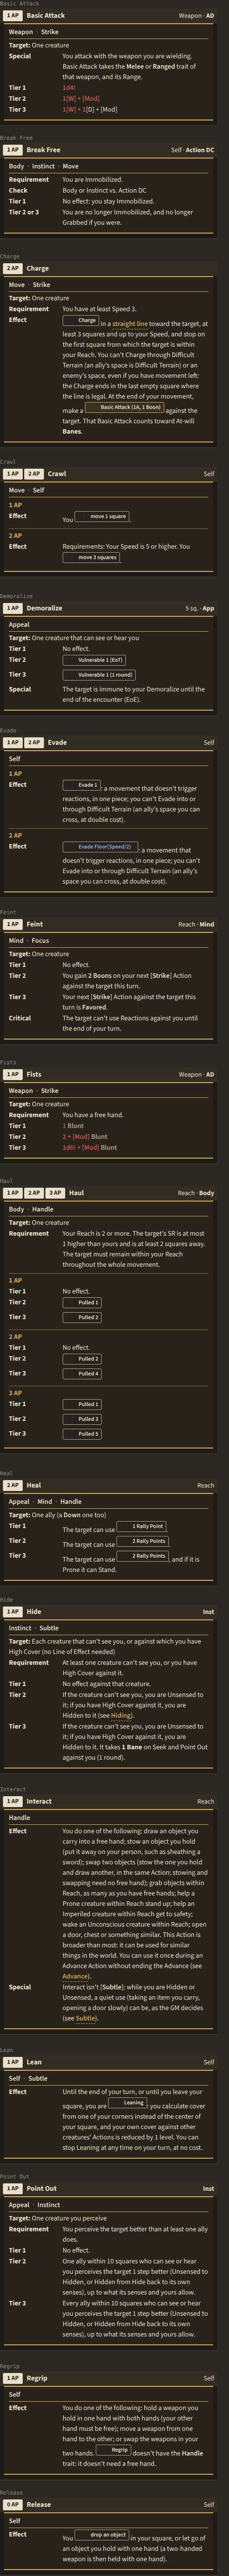 Basic Attack
1 AP Basic Attack Weapon · AD
Weapon · Strike
Target: One creature
Special You attack with the weapon you are wielding.
Basic Attack takes the Melee or Ranged trait of
that weapon, and its Range.
Tier 1 1d4!
Tier 2 1[W] + [Mod]
Tier 3 1[W] + 1[D] + [Mod]
Break Free
1 AP Break Free Self · Action DC
Body · Instinct · Move
Requirement You are Immobilized.
Check Body or Instinct vs. Action DC
Tier 1 No effect: you stay Immobilized.
Tier 2 or 3 You are no longer Immobilized, and no longer
Grabbed if you were.
Charge
2 AP Charge
Move · Strike
Target: One creature
Requirement You have at least Speed 3.
Effect Charge in a straight line toward the target, at
least 3 squares and up to your Speed, and stop on
the first square from which the target is within
your Reach. You can't Charge through Difficult
Terrain (an ally's space is Difficult Terrain) or an
enemy's space, even if you have movement left:
the Charge ends in the last empty square where
the line is legal. At the end of your movement,
make a Basic Attack (1A, 1 Boon) against the
target. That Basic Attack counts toward At-will
Banes.
Crawl
1 AP 2 AP Crawl Self
Move · Self
1 AP
Effect You move 1 square.
2 AP
Effect Requirements: Your Speed is 5 or higher. You
move 3 squares.
Demoralize
1 AP Demoralize 5 sq. · App
Appeal
Target: One creature that can see or hear you
Tier 1 No effect.
Tier 2 Vulnerable 1 (EoT)
Tier 3 Vulnerable 1 (1 round)
Special The target is immune to your Demoralize until the
end of the encounter (EoE).
Evade
1 AP 2 AP Evade Self
Self
1 AP
Effect Evade 1: a movement that doesn't trigger
reactions, in one piece; you can't Evade into or
through Difficult Terrain (an ally's space you can
cross, at double cost).
2 AP
Effect Evade Floor(Speed/2): a movement that
doesn't trigger reactions, in one piece; you can't
Evade into or through Difficult Terrain (an ally's
space you can cross, at double cost).
Feint
1 AP Feint Reach · Mind
Mind · Focus
Target: One creature
Tier 1 No effect.
Tier 2 You gain 2 Boons on your next [Strike] Action
against the target this turn.
Tier 3 Your next [Strike] Action against the target this
turn is Favored.
Critical The target can't use Reactions against you until
the end of your turn.
Fists
1 AP Fists Weapon · AD
Weapon · Strike
Target: One creature
Requirement You have a free hand.
Tier 1 1 Blunt
Tier 2 2 + [Mod] Blunt
Tier 3 1d6! + [Mod] Blunt
Haul
1 AP 2 AP 3 AP Haul Reach · Body
Body · Handle
Target: One creature
Requirement Your Reach is 2 or more. The target's SR is at most
1 higher than yours and is at least 2 squares away.
The target must remain within your Reach
throughout the whole movement.
1 AP
Tier 1 No effect.
Tier 2 Pulled 1
Tier 3 Pulled 2
2 AP
Tier 1 No effect.
Tier 2 Pulled 2
Tier 3 Pulled 4
3 AP
Tier 1 Pulled 1
Tier 2 Pulled 3
Tier 3 Pulled 5
Heal
2 AP Heal Reach
Appeal · Mind · Handle
Target: One ally (a Down one too)
Tier 1 The target can use 1 Rally Point.
Tier 2 The target can use 2 Rally Points.
Tier 3 The target can use 2 Rally Points, and if it is
Prone it can Stand.
Hide
1 AP Hide Inst
Instinct · Subtle
Target: Each creature that can't see you, or against which you have
High Cover (no Line of Effect needed)
Requirement At least one creature can't see you, or you have
High Cover against it.
Tier 1 No effect against that creature.
Tier 2 If the creature can't see you, you are Unsensed to
it; if you have High Cover against it, you are
Hidden to it (see Hiding).
Tier 3 If the creature can't see you, you are Unsensed to
it; if you have High Cover against it, you are
Hidden to it. It takes 1 Bane on Seek and Point Out
against you (1 round).
Interact
1 AP Interact Reach
Handle
Effect You do one of the following: draw an object you
carry into a free hand; stow an object you hold
(put it away on your person, such as sheathing a
sword); swap two objects (stow the one you hold
and draw another, in the same action; stowing and
swapping need no free hand); grab objects within
Reach, as many as you have free hands; help a
Prone creature within Reach stand up; help an
Imperiled creature within Reach get to safety;
wake an Unconscious creature within Reach; open
a door, chest or something similar. This Action is
broader than most: it can be used for similar
things in the world. You can use it once during an
Advance Action without ending the Advance (see
Advance).
Special Interact isn't [Subtle]: while you are Hidden or
Unsensed, a quiet use (taking an item you carry,
opening a door slowly) can be, as the GM decides
(see Subtle).
Lean
1 AP Lean Self
Self · Subtle
Effect Until the end of your turn, or until you leave your
square, you are Leaning: you calculate cover
from one of your corners instead of the center of
your square, and your own cover against other
creatures' Actions is reduced by 1 level. You can
stop Leaning at any time on your turn, at no cost.
Point Out
1 AP Point Out Inst
Appeal · Instinct
Target: One creature you perceive
Requirement You perceive the target better than at least one ally
does.
Tier 1 No effect.
Tier 2 One ally within 10 squares who can see or hear
you perceives the target 1 step better (Unsensed to
Hidden, or Hidden from Hide back to its own
senses), up to what its senses and yours allow.
Tier 3 Every ally within 10 squares who can see or hear
you perceives the target 1 step better (Unsensed to
Hidden, or Hidden from Hide back to its own
senses), up to what its senses and yours allow.
Regrip
1 AP Regrip Self
Self
Effect You do one of the following: hold a weapon you
hold in one hand with both hands (your other
hand must be free); move a weapon from one
hand to the other; or swap the weapons in your
two hands. Regrip doesn't have the Handle
trait: it doesn't need a free hand.
Release
0 AP Release Self
Self
Effect You drop an object in your square, or let go of
an object you hold with one hand (a two-handed
weapon is then held with one hand).